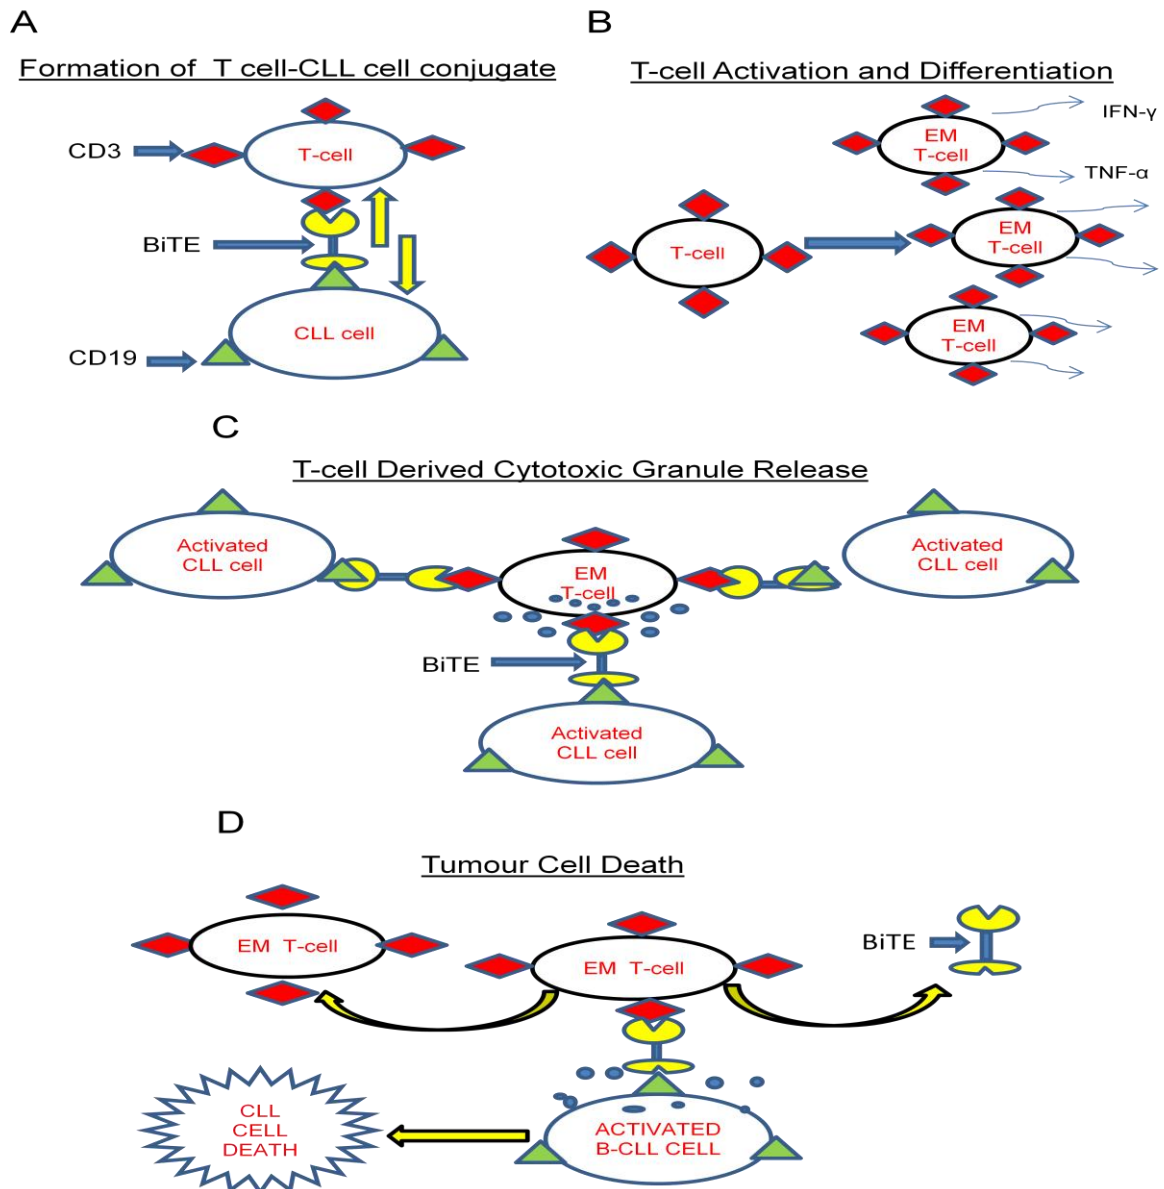 A
Formation of T cell-CLL cell conjugate
CD3
T-cell
BiTE
CLL cell
CD19
B
T-cell Activation and Differentiation
IFN-γ
EM
T-cell
TNF-α
T-cell
EM
T-cell
EM
T-cell
C
T-cell Derived Cytotoxic Granule Release
Activated
CLL cell
EM
T-cell
Activated
CLL cell
BiTE
Activated
CLL cell
D
Tumour Cell Death
EM T-cell
EM T-cell
BiTE
CLL
CELL
DEATH
ACTIVATED
B-CLL CELL